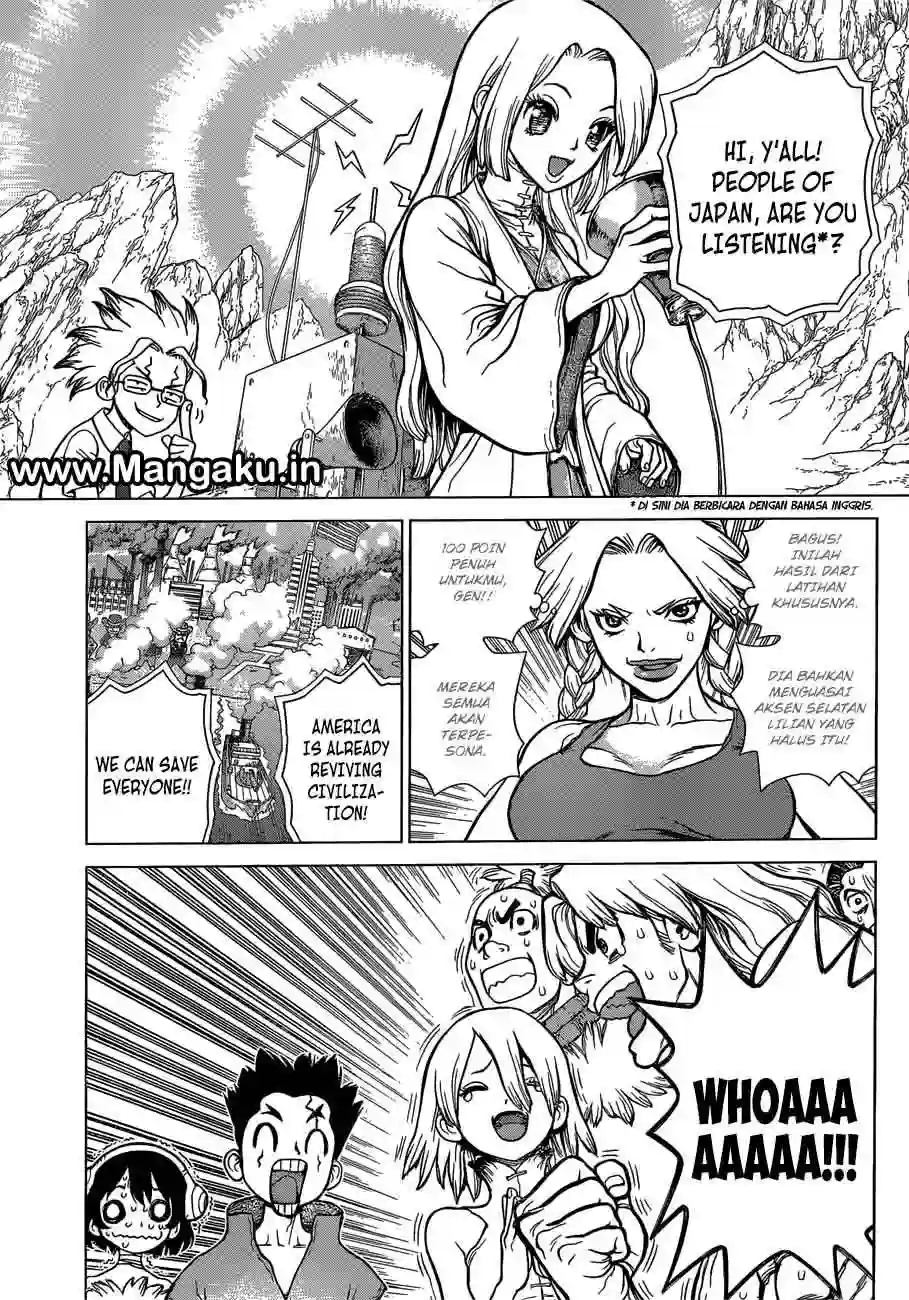 HI, Y'ALL!
PEOPLE OF
JAPAN, ARE YOU
LISTENING*?
www.Mangaku.in
* DI SINI DIA BERBICARA DENGAN BAHASA INGGRIS.
BAGUS!
INILAH
HASIL DARI
LATIHAN
KHUSUSNYA.
100 POIN
PENUH
UNTUKMU,
GEN!!
DIA BAHKAN
MENGUASAI
AKSEN SELATAN
LILIAN YANG
HALUS ITU!
MEREKA
SEMUA
AKAN
TERPE-
SONA.
AMERICA
IS ALREADY
REVIVING
CIVILIZA-
TION!
WE CAN SAVE
EVERYONE!!
WHOAAA
AAAAA!!!